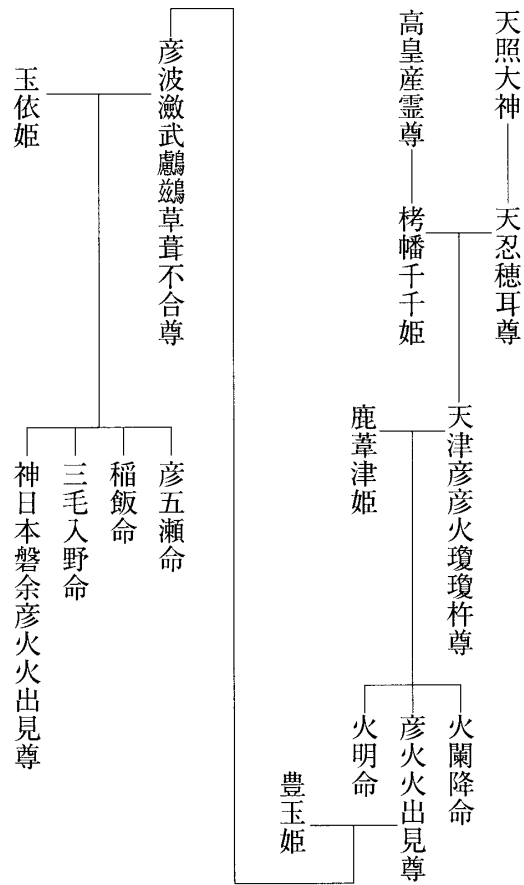 天照大神
天忍穂耳尊
高皇産霊尊
栲幡千千姫
天津彦彦火瓊瓊杵尊
鹿葦津姫
火闌降命
彦火火出見尊
火明命
豊玉姫
彦波瀲武鸕鷀草葺不合尊
玉依姫
彦五瀬命
稲飯命
三毛入野命
神日本磐余彦火火出見尊